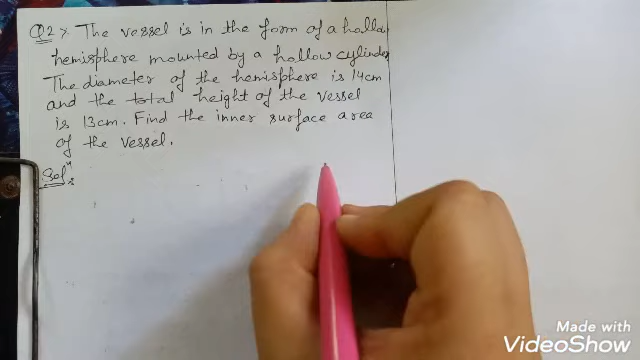 Q2 × The vessel is in the form of a hollow
hemisphere mounted by a hollow cylinder
The diameter of the hemisphere is 14cm
and the total height of the vessel
is 13cm. Find the inner surface area
of the vessel.
Solⁿ:
Made with
VideoShow